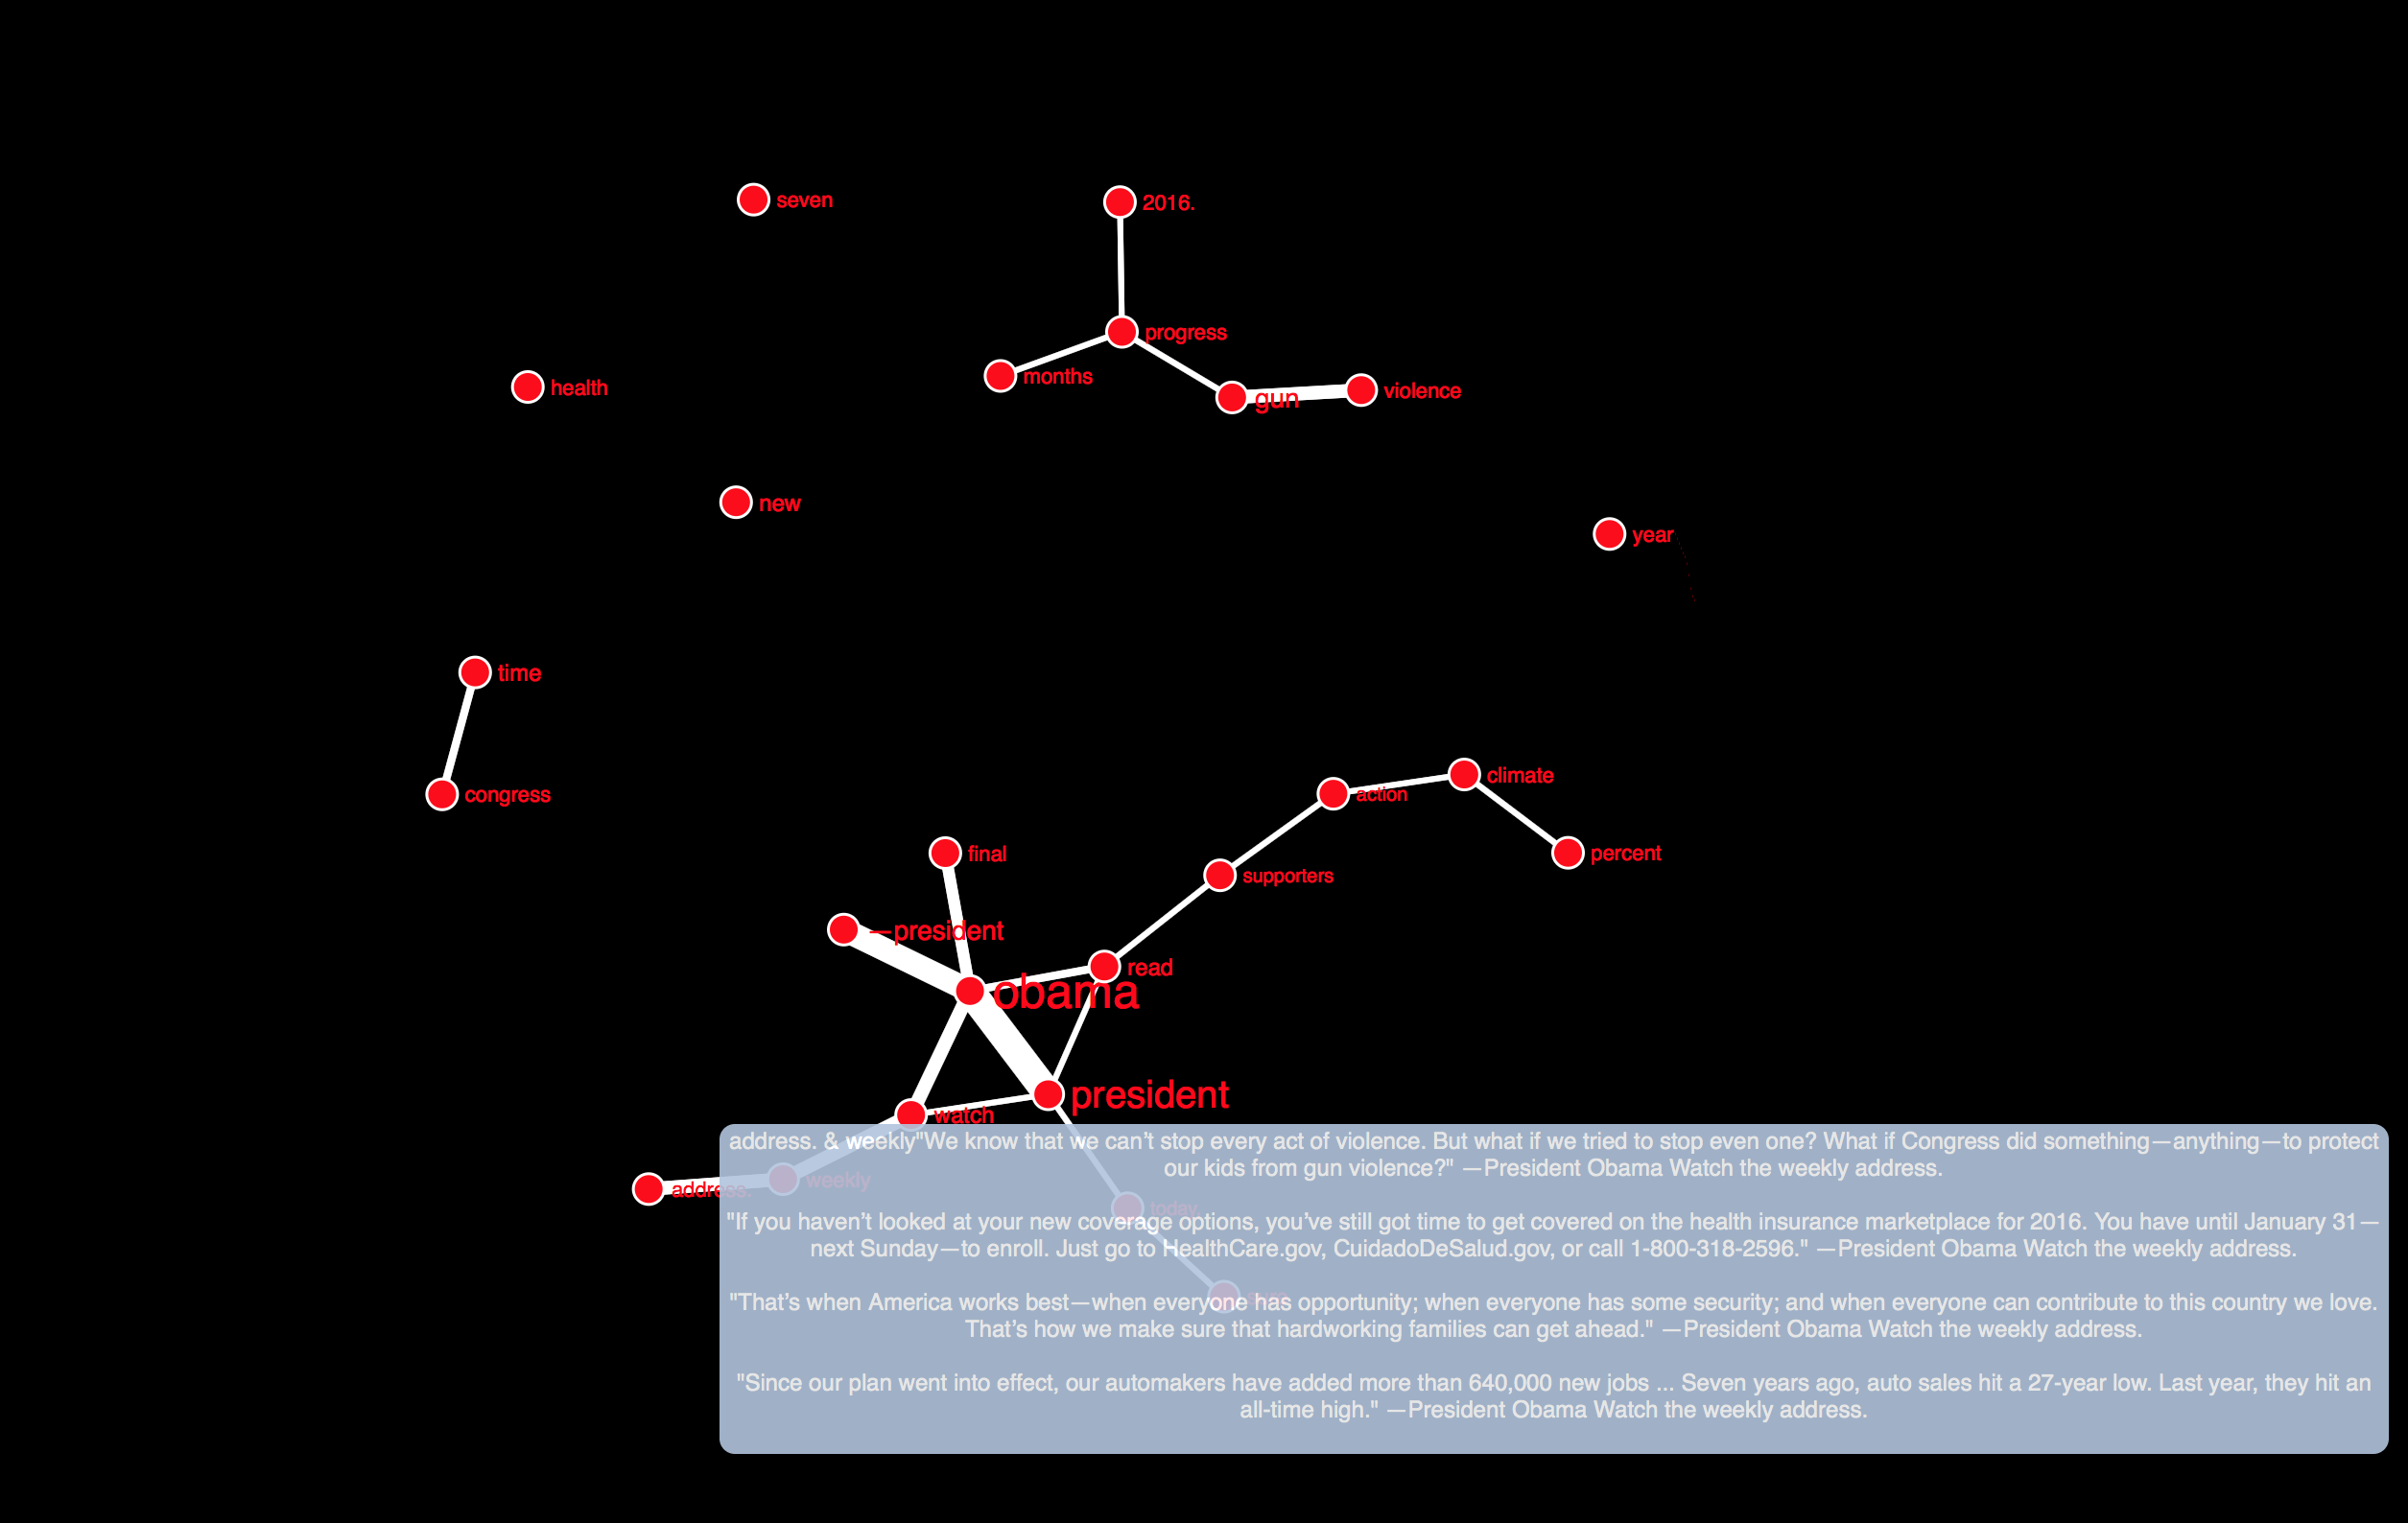 seven
2016.
progress
months
health
gun
violence
new
year
time
congress
climate
action
final
percent
supporters
—president
read
obama
president
watch
address. & weekly"We know that we can’t stop every act of violence. But what if we tried to stop even one? What if Congress did something—anything—to protect
our kids from gun violence?" —President Obama Watch the weekly address.
weekly
address.
today
"If you haven’t looked at your new coverage options, you’ve still got time to get covered on the health insurance marketplace for 2016. You have until January 31—
next Sunday—to enroll. Just go to HealthCare.gov, CuidadoDeSalud.gov, or call 1-800-318-2596." —President Obama Watch the weekly address.
"That’s when America works best—when everyone has opportunity; when everyone has some security; and when everyone can contribute to this country we love.
That’s how we make sure that hardworking families can get ahead." —President Obama Watch the weekly address.
"Since our plan went into effect, our automakers have added more than 640,000 new jobs ... Seven years ago, auto sales hit a 27-year low. Last year, they hit an
all-time high." —President Obama Watch the weekly address.